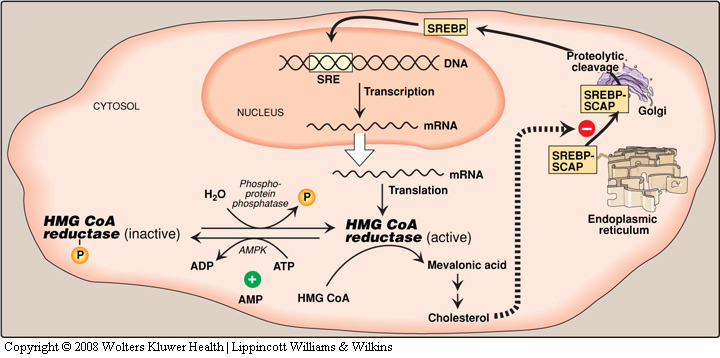 SREBP
Proteolytic
cleavage
DNA
SRE
SREBP-
SCAP
Golgi
CYTOSOL
NUCLEUS
Transcription
mRNA
SREBP-
SCAP
mRNA
Translation
Endoplasmic
reticulum
H2O
Phospho-
protein
phosphatase
P
HMG CoA
reductase (inactive)
P
HMG CoA
reductase (active)
AMPK
ADP
ATP
+
AMP
HMG CoA
Mevalonic acid
Cholesterol
–
Copyright © 2008 Wolters Kluwer Health | Lippincott Williams & Wilkins